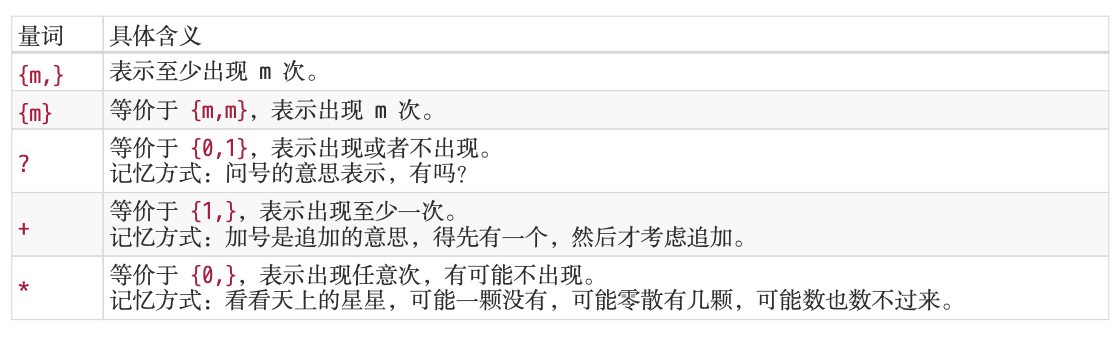 量词 具体含义
{m,} 表示至少出现 m 次。
{m} 等价于 {m,m}，表示出现 m 次。
? 等价于 {0,1}，表示出现或者不出现。
记忆方式：问号的意思表示，有吗？
+ 等价于 {1,}，表示出现至少一次。
记忆方式：加号是追加的意思，得先有一个，然后才考虑追加。
* 等价于 {0,}，表示出现任意次，有可能不出现。
记忆方式：看看天上的星星，可能一颗没有，可能零散有几颗，可能数也数不过来。